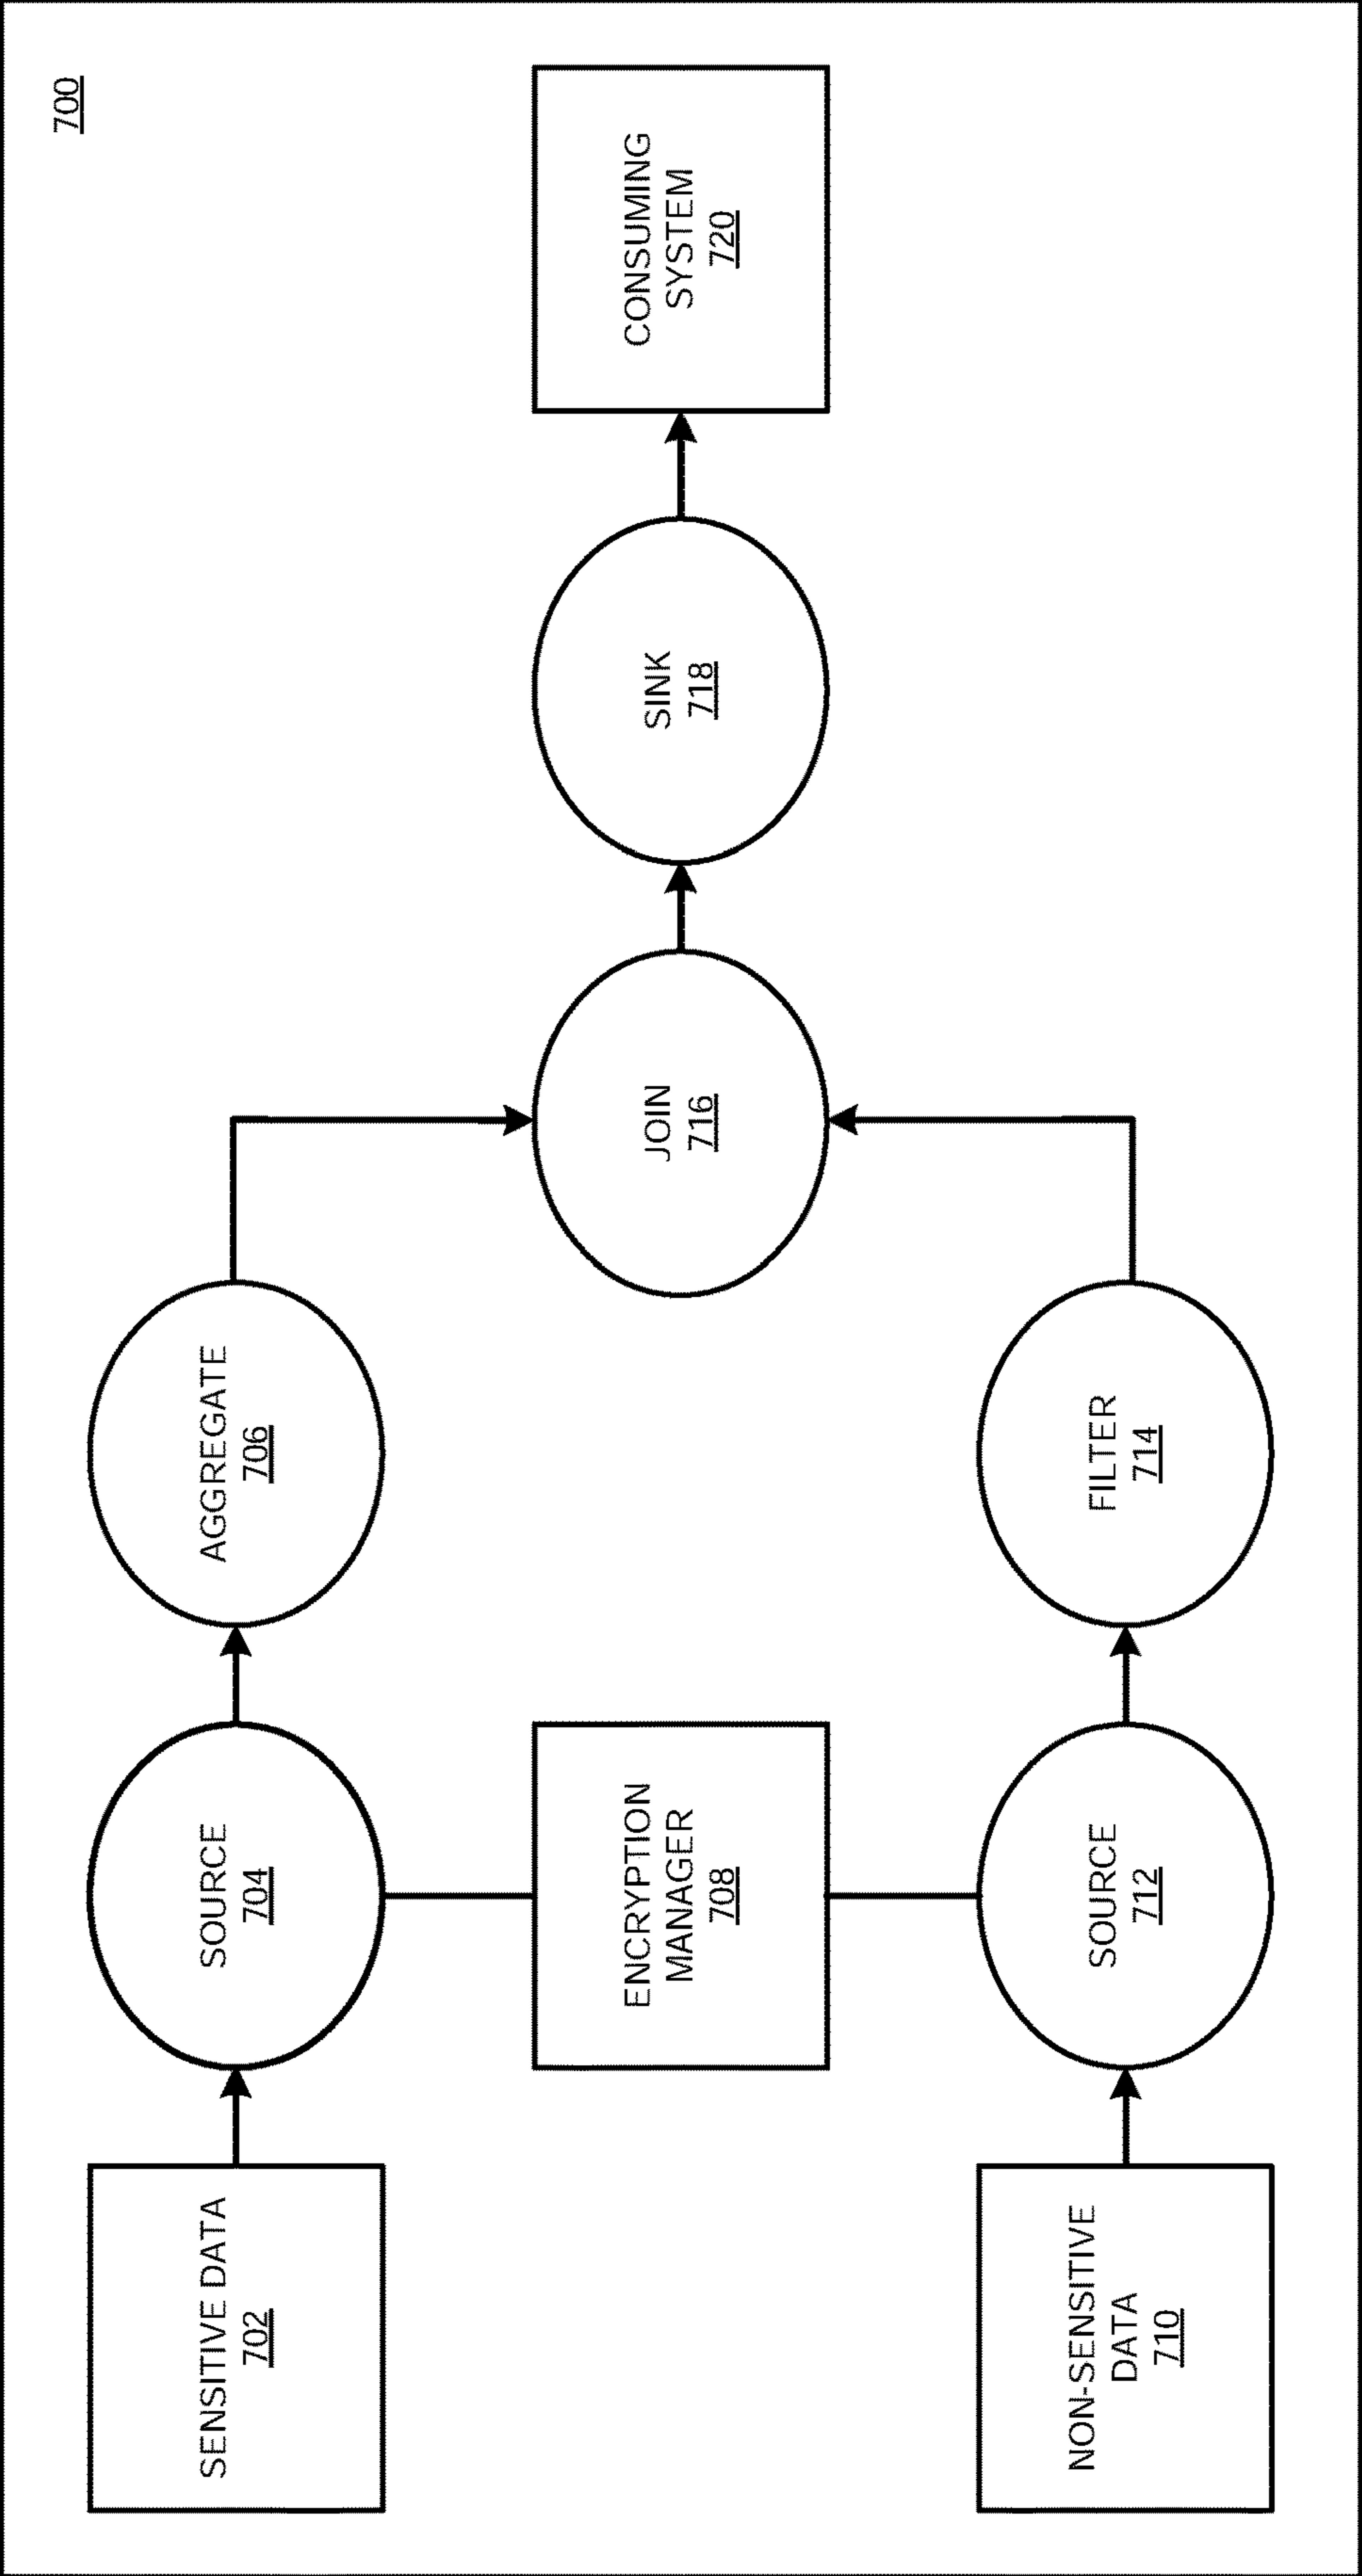 700
SENSITIVE DATA
702
SOURCE
704
AGGREGATE
706
ENCRYPTION
MANAGER
708
NON-SENSITIVE
DATA
710
SOURCE
712
FILTER
714
JOIN
716
SINK
718
CONSUMING
SYSTEM
720